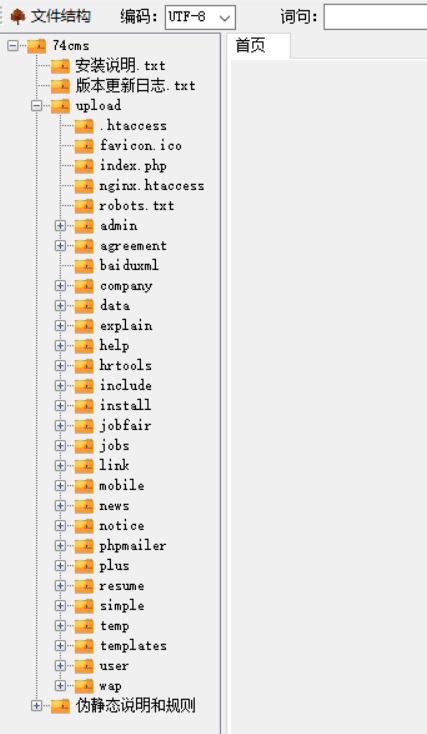 文件结构 编码: UTF-8 词句:
首页
74cms
安装说明.txt
版本更新日志.txt
upload
.htaccess
favicon.ico
index.php
nginx.htaccess
robots.txt
admin
agreement
baiduxml
company
data
explain
help
hrtools
include
install
jobfair
jobs
link
mobile
news
notice
phpmailer
plus
resume
simple
temp
templates
user
wap
伪静态说明和规则